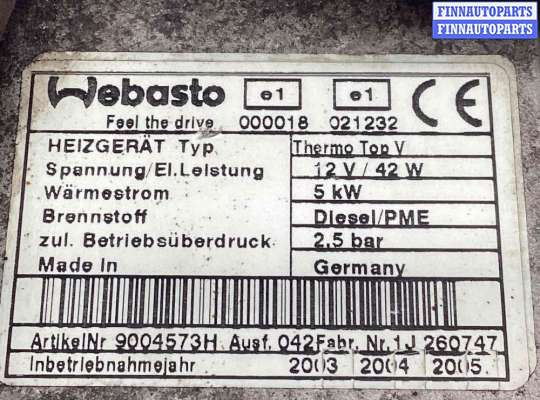 FINNAUTOPARTS
FINNAUTOPARTS
Webasto e1 e1 CE
Feel the drive 000018 021232
HEIZGERÄT Typ Thermo Top V
Spannung/El.Leistung 12 V / 42 W
Wärmestrom 5 kW
Brennstoff Diesel/PME
zul. Betriebsüberdruck 2,5 bar
Made In Germany
ArtikelNr 9004573H Ausf. 042 Fabr. Nr. 1J 260747
Inbetriebnahmejahr 2003 2004 2005